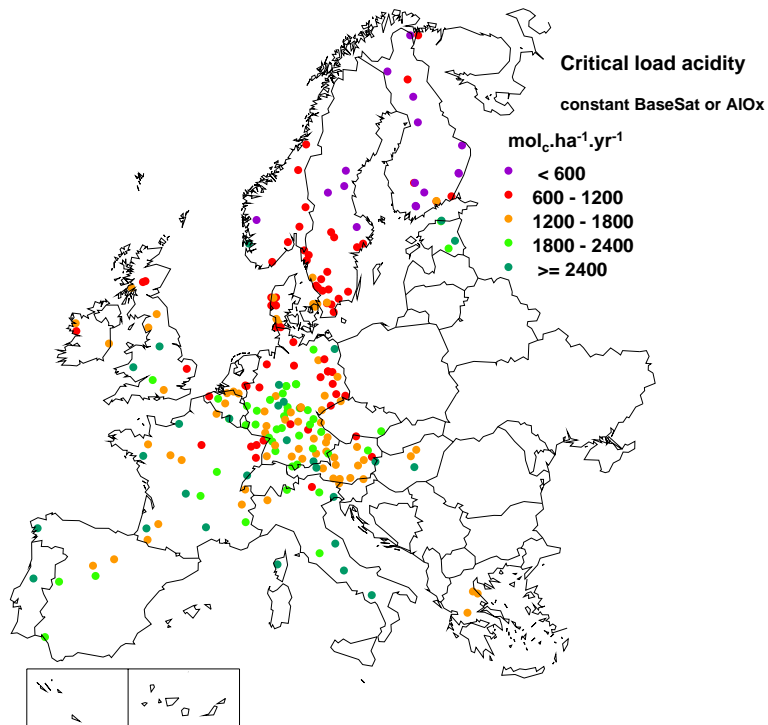 Critical load acidity
constant BaseSat or AlOx
mol_c.ha⁻¹.yr⁻¹
< 600
600 - 1200
1200 - 1800
1800 - 2400
>= 2400